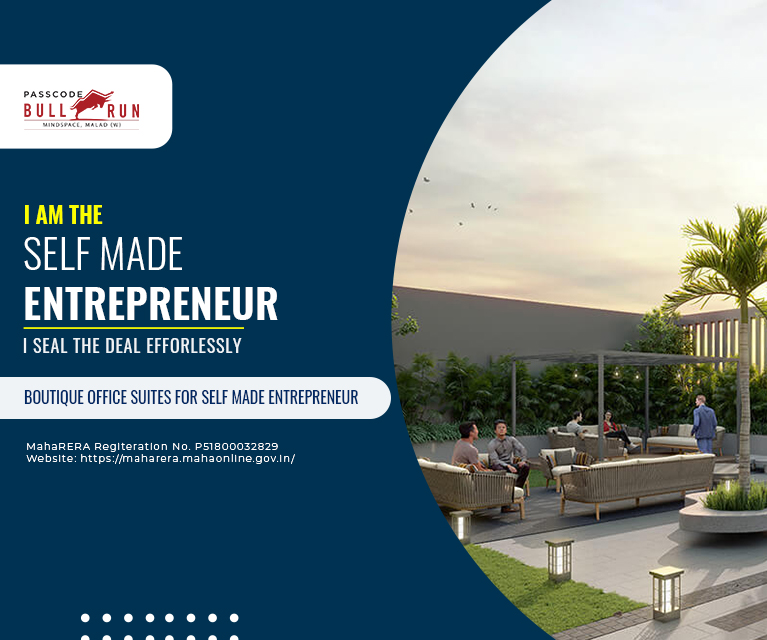 PASSCODE
BULL RUN
MINDSPACE, MALAD (W)
I AM THE
SELF MADE
ENTREPRENEUR
I SEAL THE DEAL EFFORLESSLY
BOUTIQUE OFFICE SUITES FOR SELF MADE ENTREPRENEUR
MahaRERA Regiteration No. P51800032829
Website: https://maharera.mahaonline.gov.in/